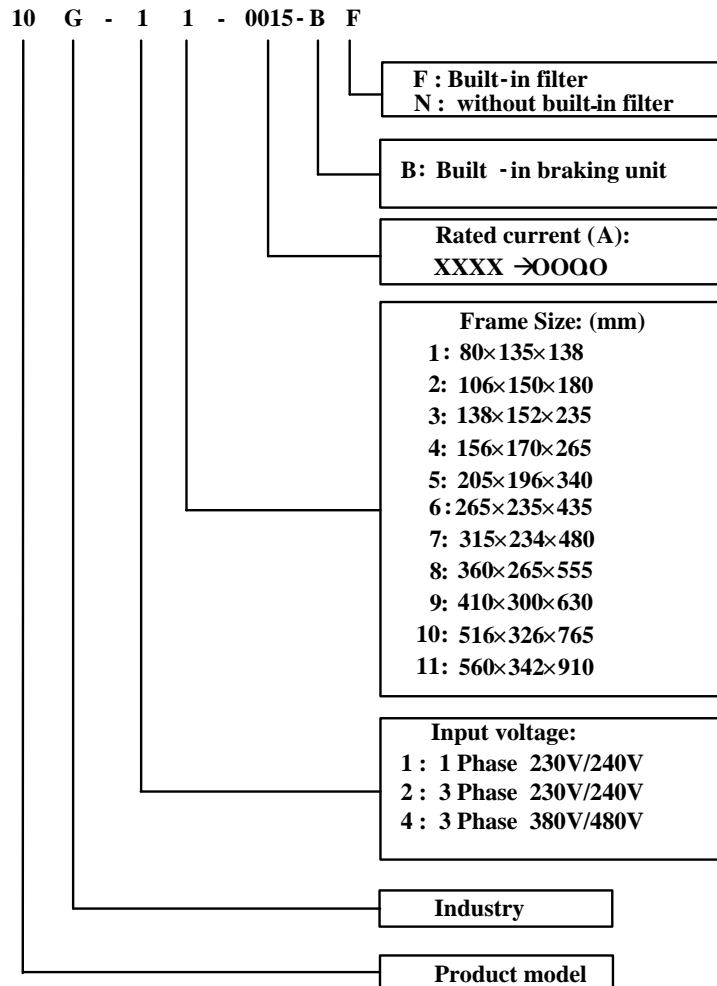 10 G - 1 1 - 0015 - B F
F : Built-in filter
N : without built-in filter
B: Built -in braking unit
Rated current (A):
XXXX →OOO.O
Frame Size: (mm)
1: 80×135×138
2: 106×150×180
3: 138×152×235
4: 156×170×265
5: 205×196×340
6: 265×235×435
7: 315×234×480
8: 360×265×555
9: 410×300×630
10: 516×326×765
11: 560×342×910
Input voltage:
1 : 1 Phase 230V/240V
2 : 3 Phase 230V/240V
4 : 3 Phase 380V/480V
Industry
Product model